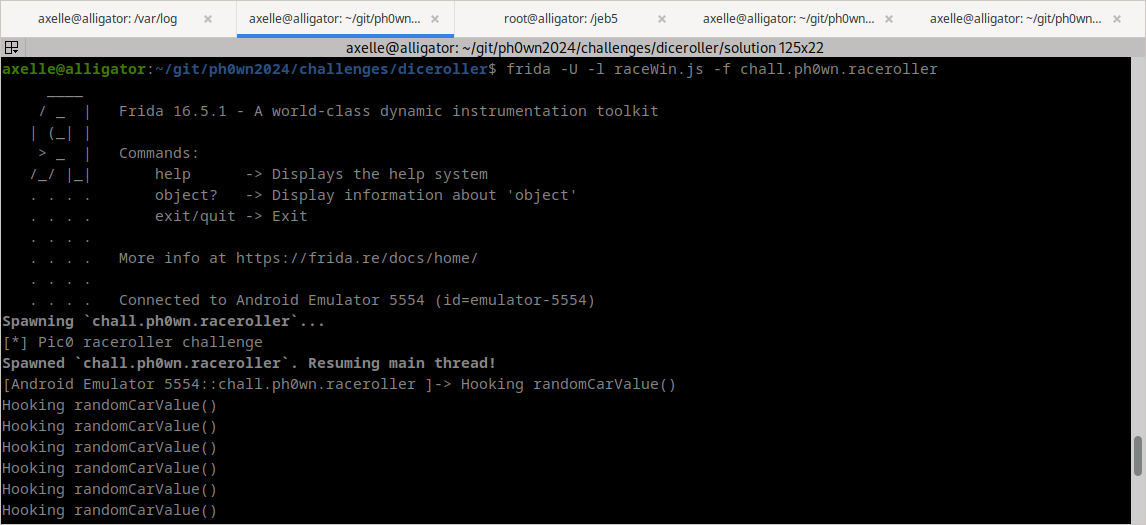 axelle@alligator: /var/log × axelle@alligator: ~/git/ph0wn... × root@alligator: /jeb5 × axelle@alligator: ~/git/ph0wn2024... × axelle@alligator: ~/git/ph0wn... ×
axelle@alligator: ~/git/ph0wn2024/challenges/diceroller/solution 125x22
axelle@alligator:~/git/ph0wn2024/challenges/diceroller$ frida -U -l raceWin.js -f chall.ph0wn.raceroller
     ____
    / _  |   Frida 16.5.1 - A world-class dynamic instrumentation toolkit
   | (_| |
    > _  |   Commands:
   /_/ |_|       help      -> Displays the help system
   . . . .       object?   -> Display information about 'object'
   . . . .       exit/quit -> Exit
   . . . .
   . . . .   More info at https://frida.re/docs/home/
   . . . .
   . . . .   Connected to Android Emulator 5554 (id=emulator-5554)
Spawning `chall.ph0wn.raceroller`...
[*] Pic0 raceroller challenge
Spawned `chall.ph0wn.raceroller`. Resuming main thread!
[Android Emulator 5554::chall.ph0wn.raceroller ]-> Hooking randomCarValue()
Hooking randomCarValue()
Hooking randomCarValue()
Hooking randomCarValue()
Hooking randomCarValue()
Hooking randomCarValue()
Hooking randomCarValue()